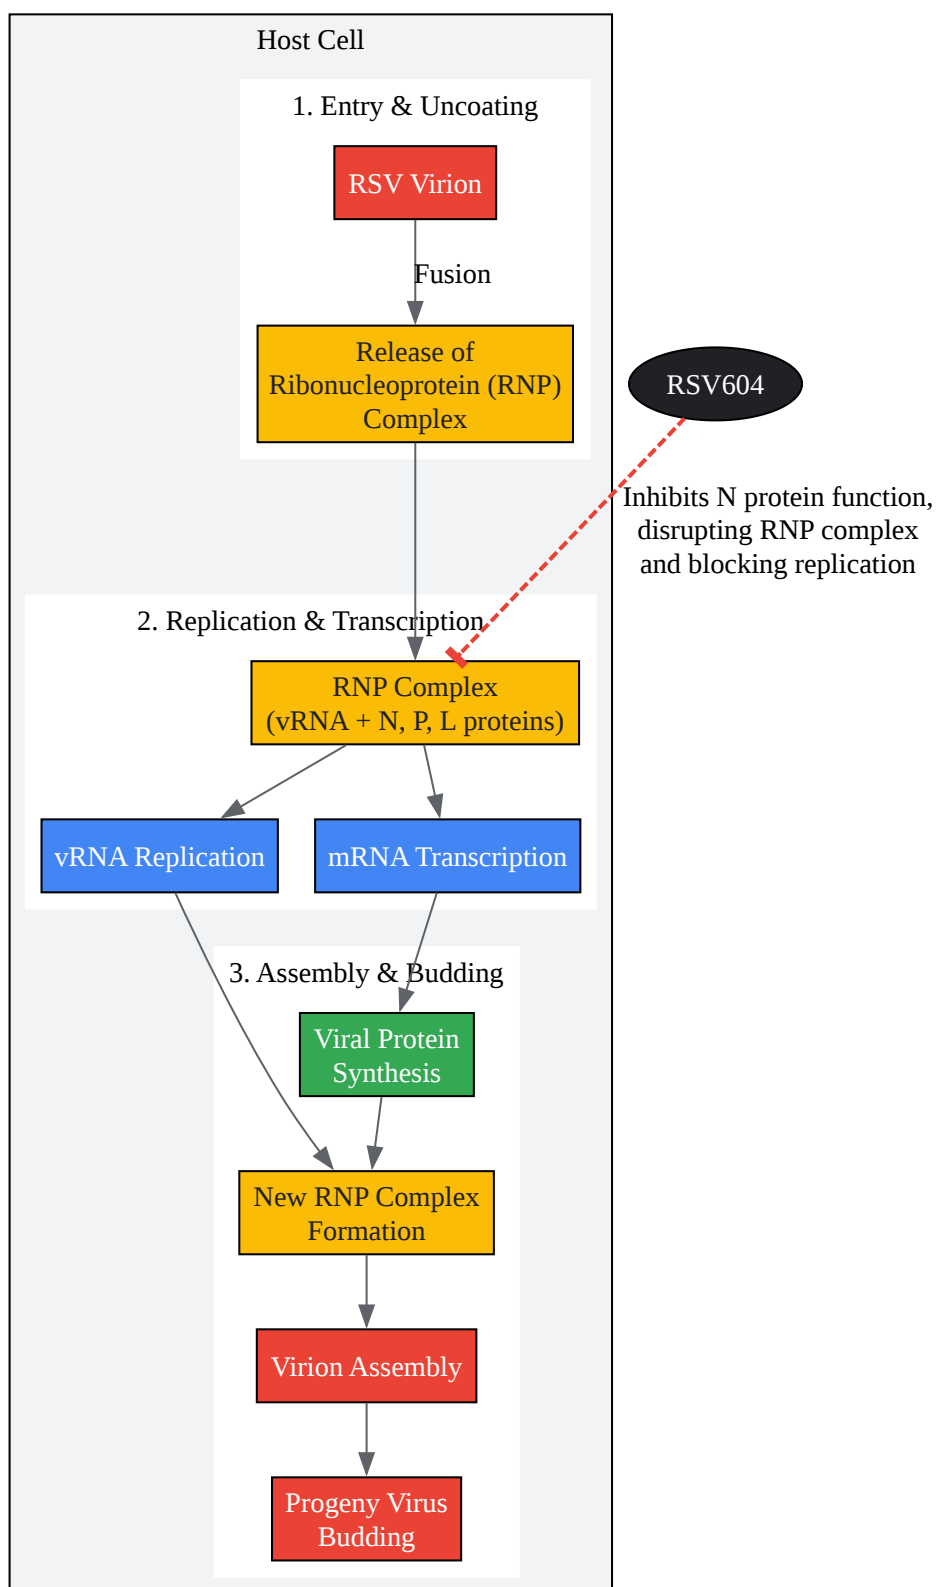 Host Cell
1. Entry & Uncoating
RSV Virion
Fusion
Release of
Ribonucleoprotein (RNP)
Complex
RSV604
Inhibits N protein function,
disrupting RNP complex
and blocking replication
2. Replication & Transcription
RNP Complex
(vRNA + N, P, L proteins)
vRNA Replication
mRNA Transcription
3. Assembly & Budding
Viral Protein
Synthesis
New RNP Complex
Formation
Virion Assembly
Progeny Virus
Budding